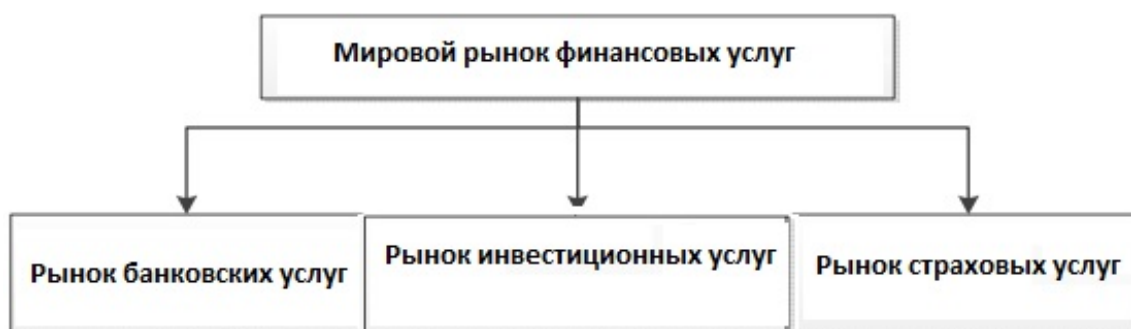 Мировой рынок финансовых услуг
Рынок банковских услуг
Рынок инвестиционных услуг
Рынок страховых услуг